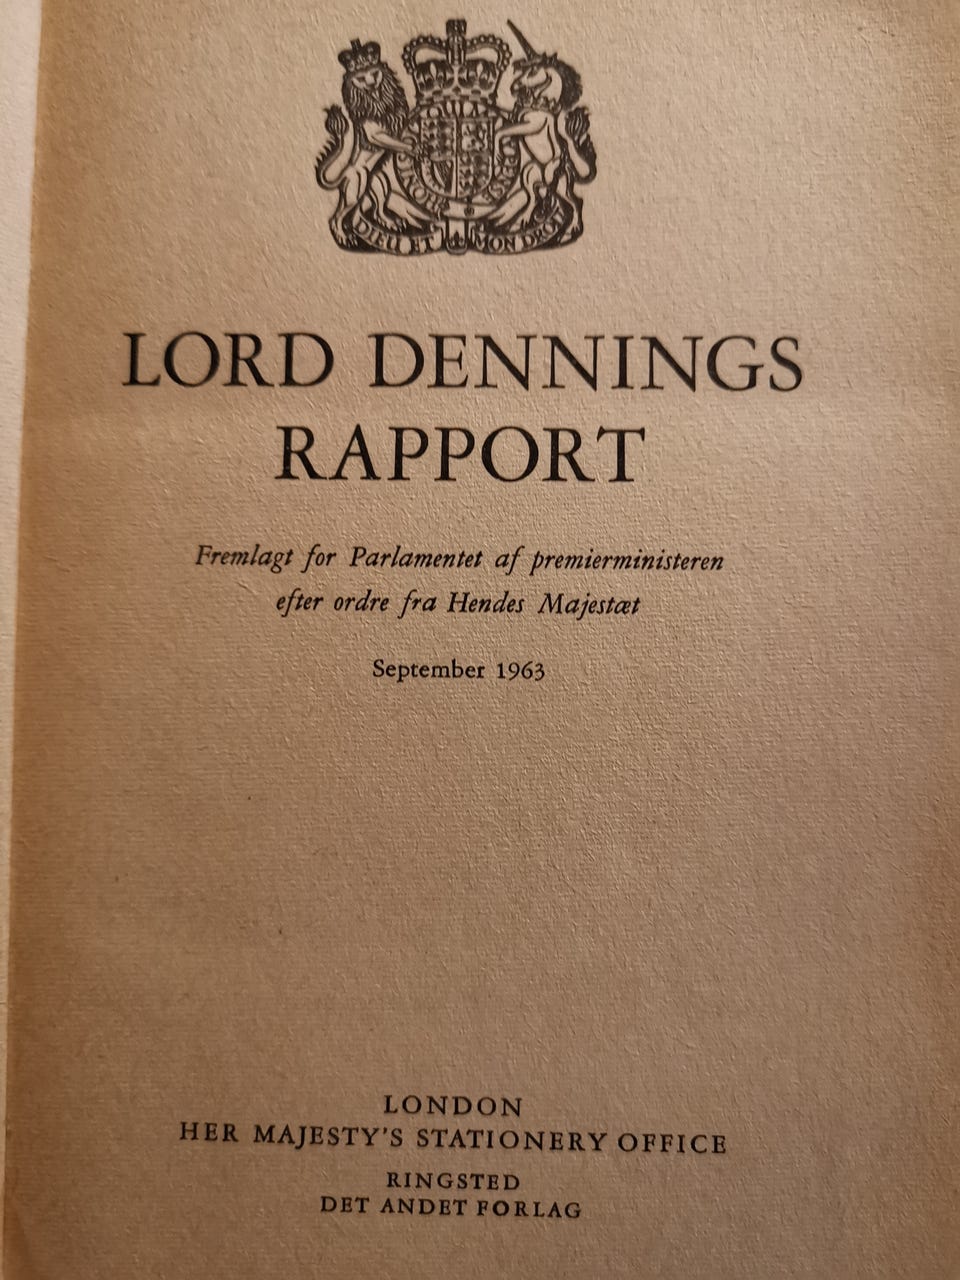 DIEU ET MON DROIT
LORD DENNINGS
RAPPORT
Fremlagt for Parlamentet af premierministeren
efter ordre fra Hendes Majestæt
September 1963
LONDON
HER MAJESTY'S STATIONERY OFFICE
RINGSTED
DET ANDET FORLAG